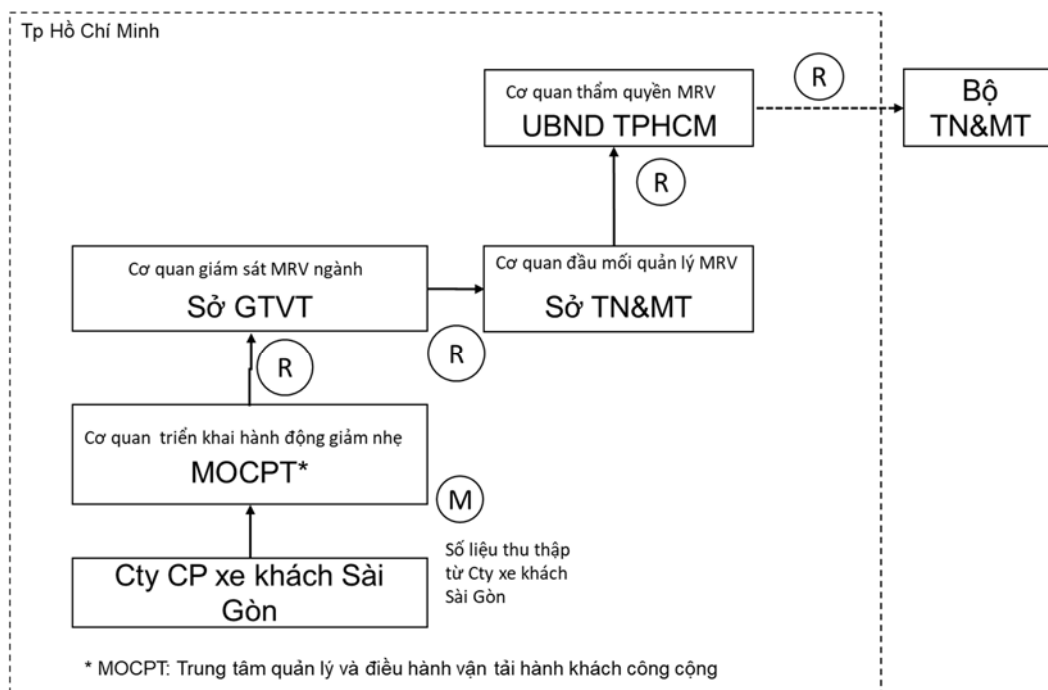 Tp Hồ Chí Minh
Cơ quan thẩm quyền MRV
UBND TPHCM
R
Bộ
TN&MT
R
Cơ quan giám sát MRV ngành
Sở GTVT
Cơ quan đầu mối quản lý MRV
Sở TN&MT
R
R
Cơ quan triển khai hành động giảm nhẹ
MOCPT*
M
Số liệu thu thập
từ Cty xe khách
Sài Gòn
Cty CP xe khách Sài
Gòn
* MOCPT: Trung tâm quản lý và điều hành vận tải hành khách công cộng